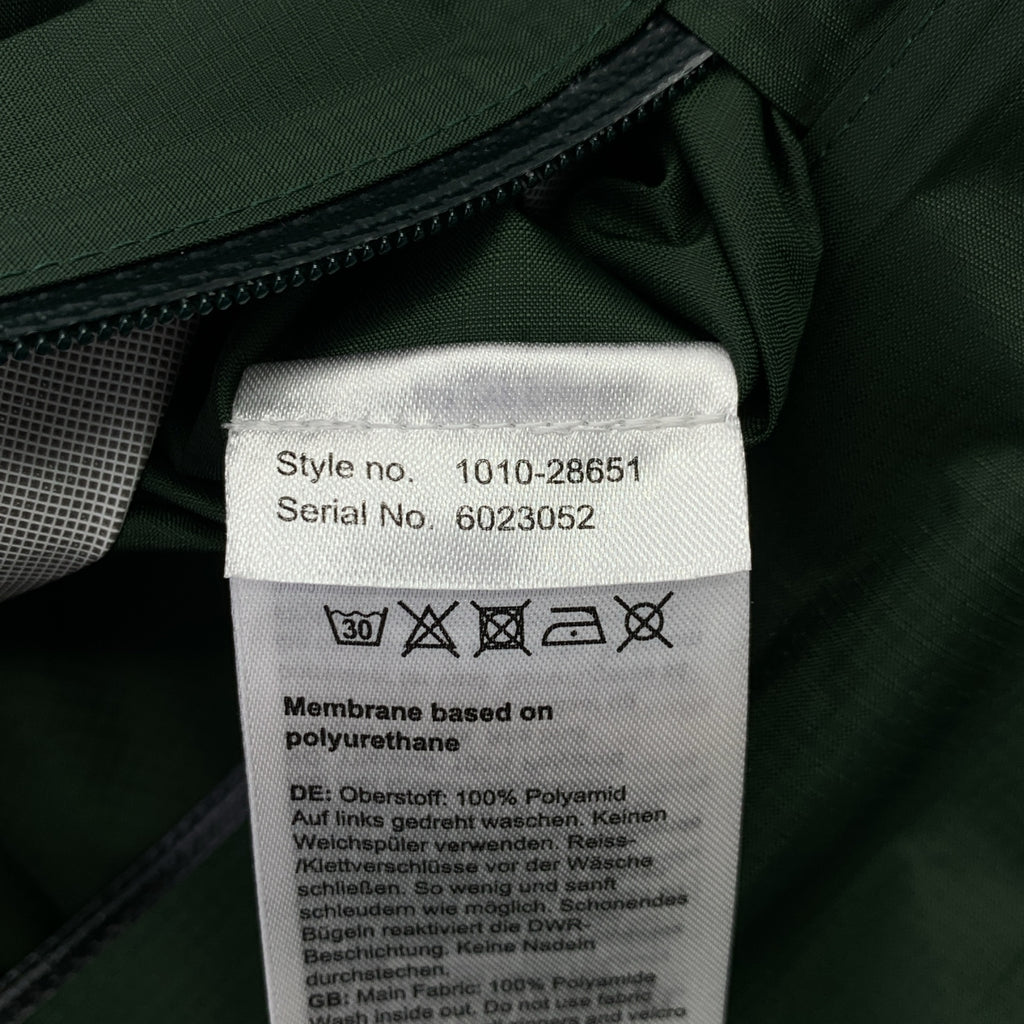 Style no. 1010-28651
Serial No. 6023052
30
Membrane based on
polyurethane
DE: Oberstoff: 100% Polyamid
Auf links gedreht waschen. Keinen
Weichspüler verwenden. Reiss-
/Klettverschlüsse vor der Wäsche
schließen. So wenig und sanft
schleudern wie möglich. Schonendes
Bügeln reaktiviert die DWR-
Beschichtung. Keine Nadeln
durchstechen.
GB: Main Fabric: 100% Polyamide
Wash inside out. Do not use fabric
zippers and velcro